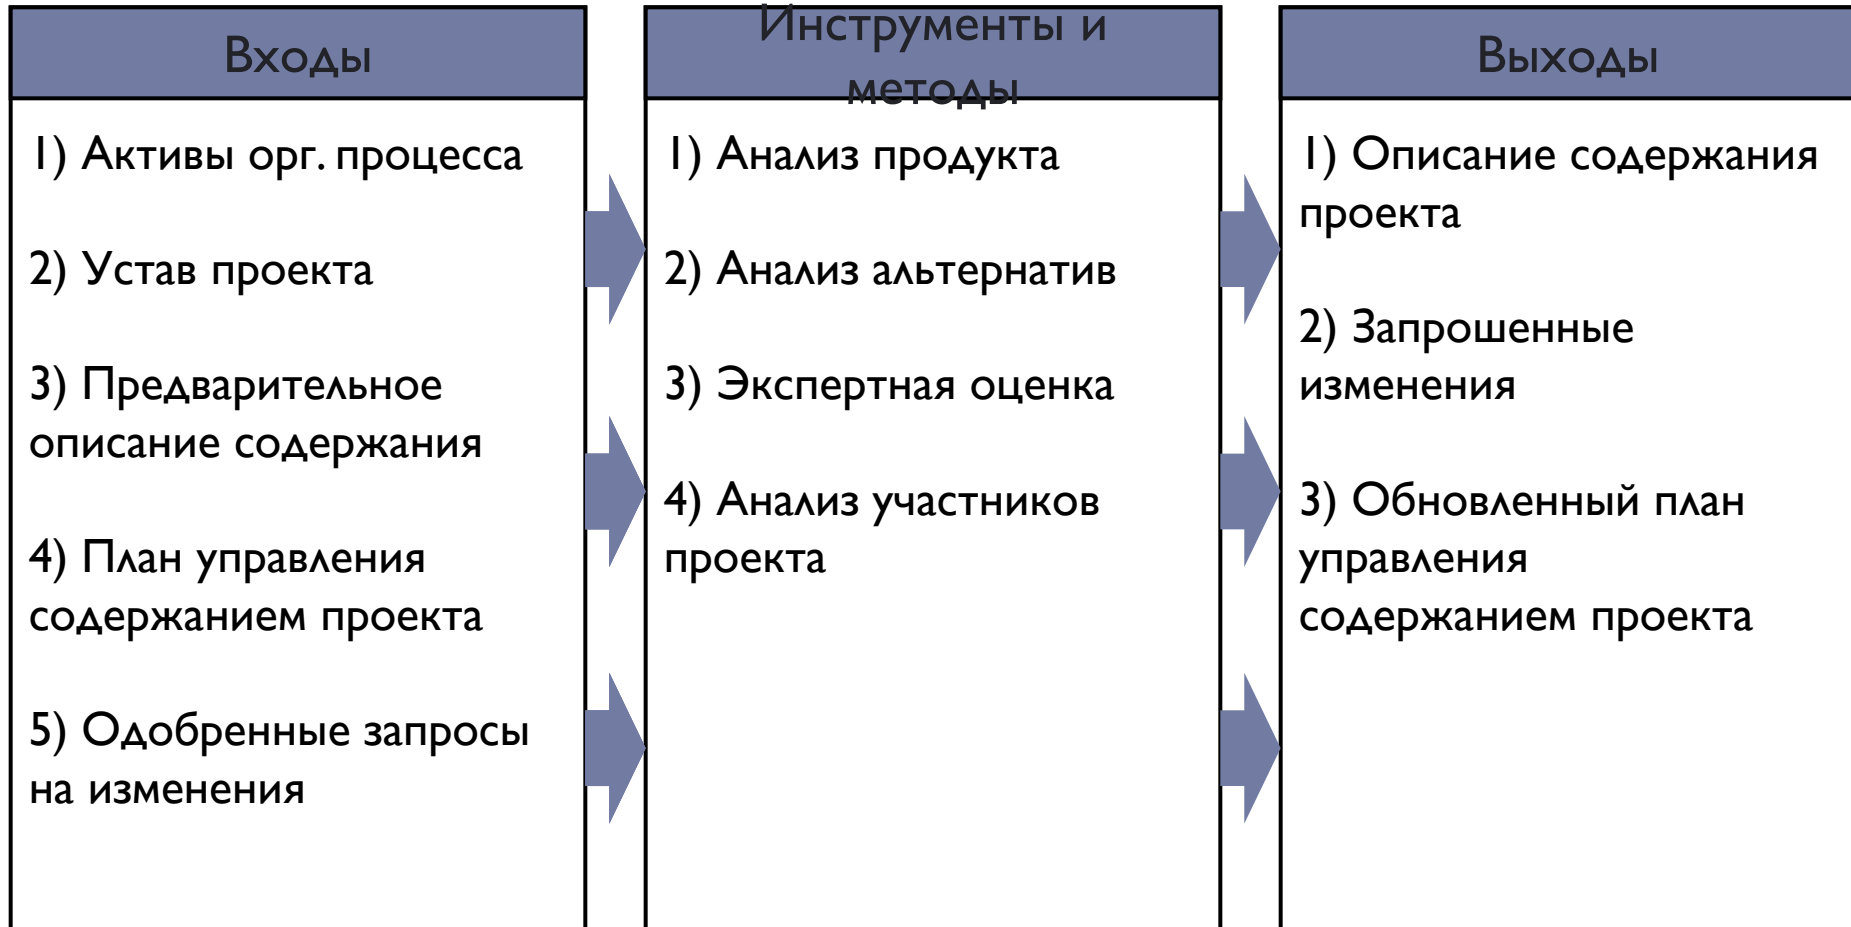 Входы
1) Активы орг. процесса
2) Устав проекта
3) Предварительное
описание содержания
4) План управления
содержанием проекта
5) Одобренные запросы
на изменения
Инструменты и
методы
1) Анализ продукта
2) Анализ альтернатив
3) Экспертная оценка
4) Анализ участников
проекта
Выходы
1) Описание содержания
проекта
2) Запрошенные
изменения
3) Обновленный план
управления
содержанием проекта